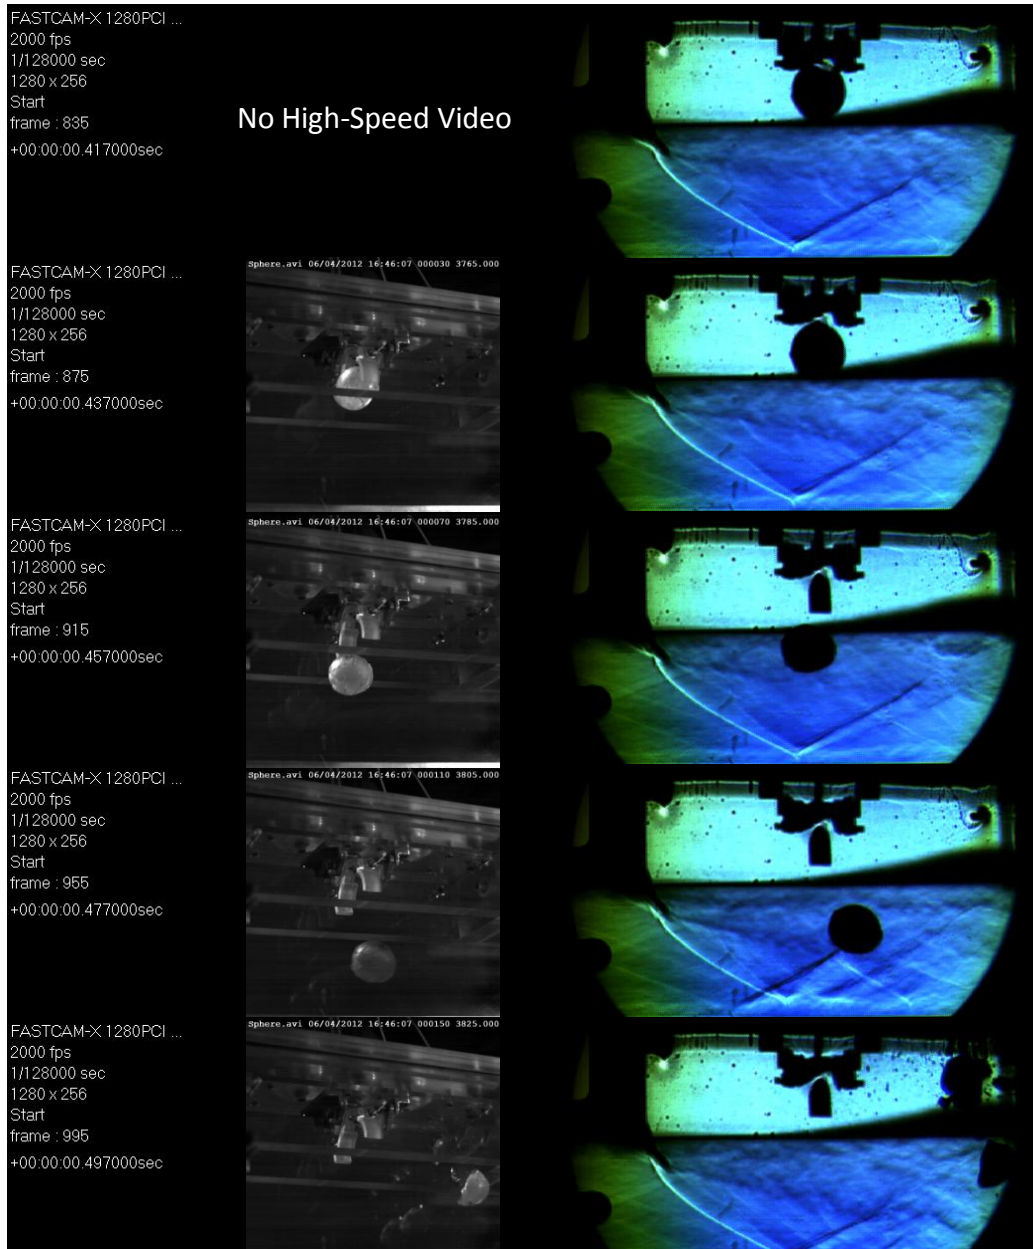 FASTCAM-X 1280PCI ...
2000 fps
1/128000 sec
1280 x 256
Start
frame : 835
+00:00:00.417000sec
No High-Speed Video
FASTCAM-X 1280PCI ...
2000 fps
1/128000 sec
1280 x 256
Start
frame : 875
+00:00:00.437000sec
Sphere.avi 06/04/2012 16:46:07 000030 3765.000
FASTCAM-X 1280PCI ...
2000 fps
1/128000 sec
1280 x 256
Start
frame : 915
+00:00:00.457000sec
Sphere.avi 06/04/2012 16:46:07 000070 3785.000
FASTCAM-X 1280PCI ...
2000 fps
1/128000 sec
1280 x 256
Start
frame : 955
+00:00:00.477000sec
Sphere.avi 06/04/2012 16:46:07 000110 3805.000
FASTCAM-X 1280PCI ...
2000 fps
1/128000 sec
1280 x 256
Start
frame : 995
+00:00:00.497000sec
Sphere.avi 06/04/2012 16:46:07 000150 3825.000